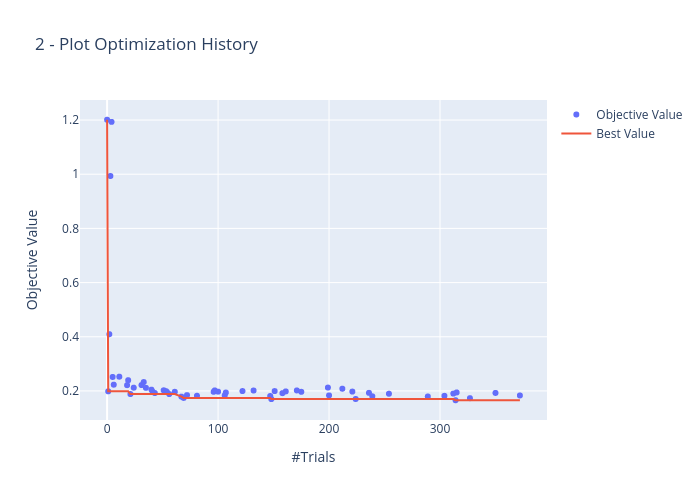 2 - Plot Optimization History
Objective Value
Best Value
1.2
1
0.8
0.6
0.4
0.2
Objective Value
0
100
200
300
#Trials